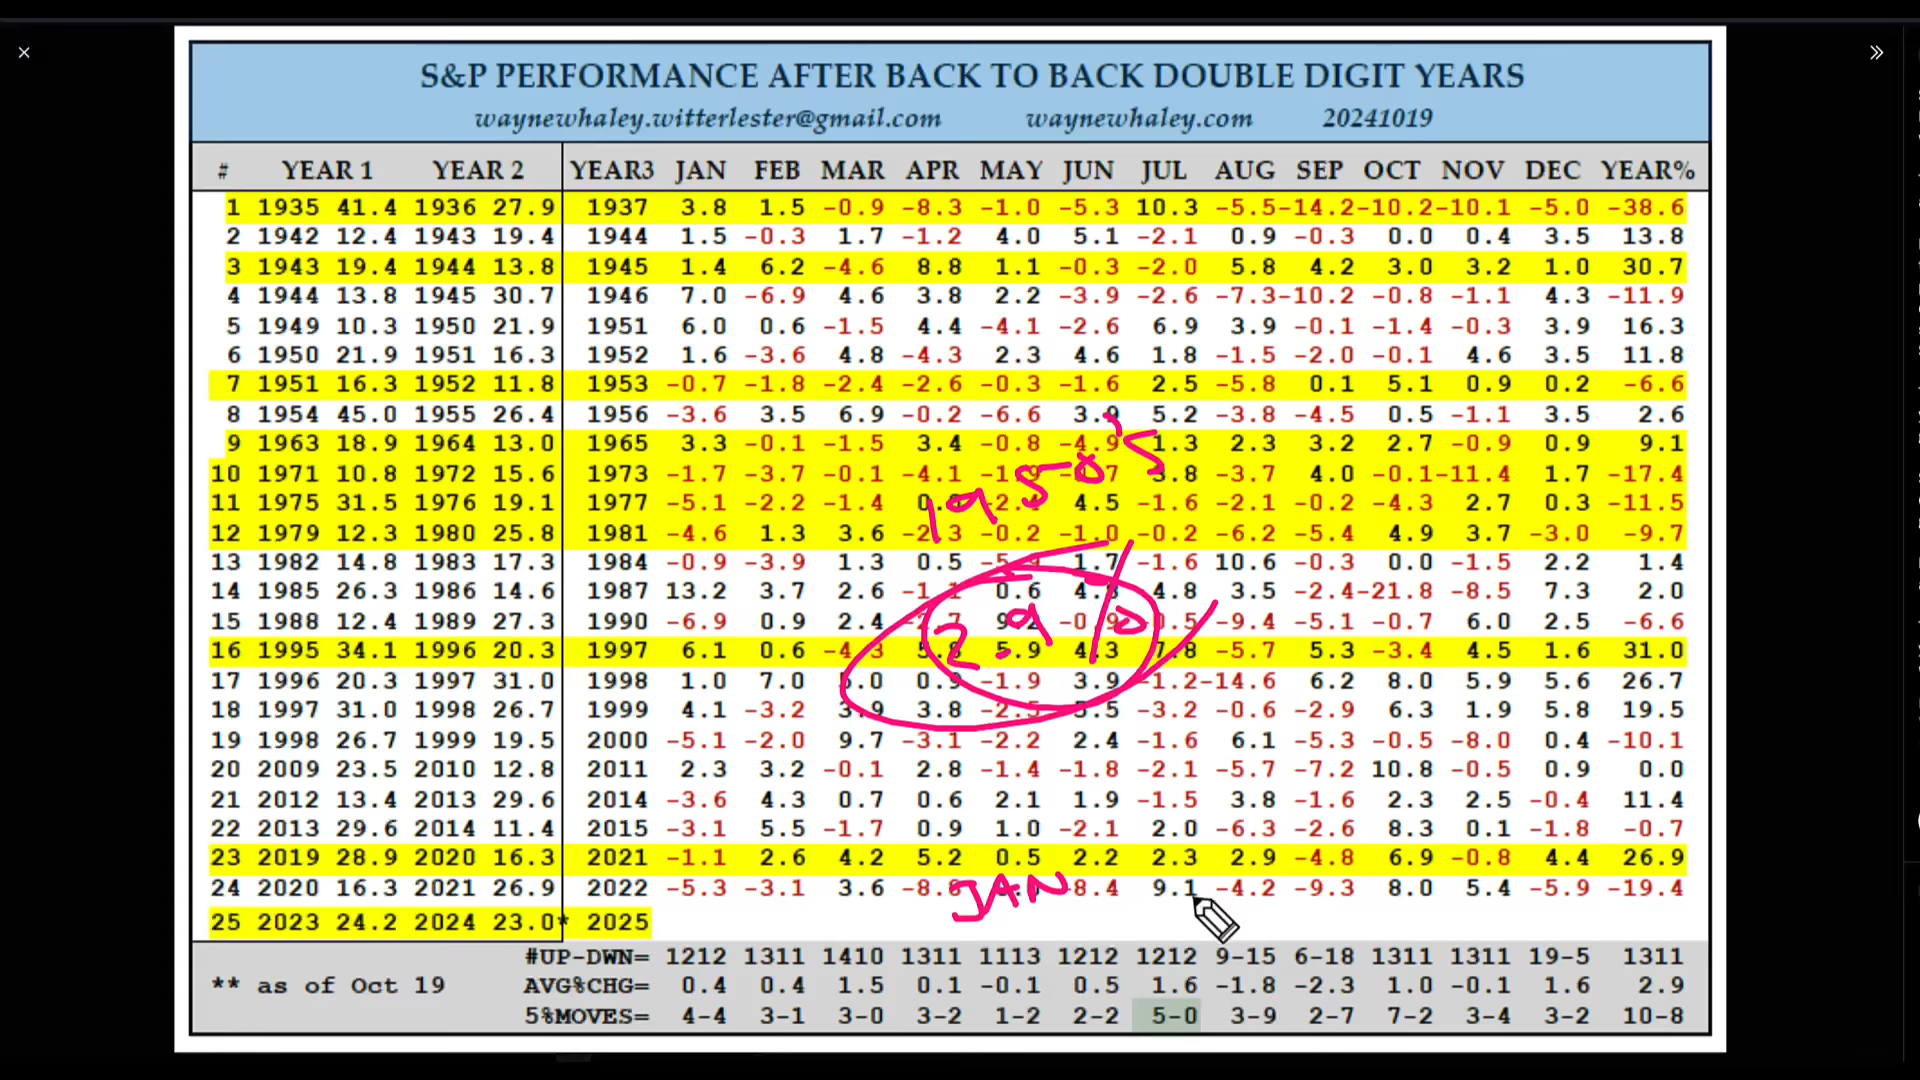 S&P PERFORMANCE AFTER BACK TO BACK DOUBLE DIGIT YEARS
waynewhaley.witterlester@gmail.com waynewhaley.com 20241019
# YEAR 1 YEAR 2 YEAR3 JAN FEB MAR APR MAY JUN JUL AUG SEP OCT NOV DEC YEAR%
1 1935 41.4 1936 27.9 1937 3.8 1.5 -0.9 -8.3 -1.0 -5.3 10.3 -5.5 -14.2 -10.2 -10.1 -5.0 -38.6
2 1942 12.4 1943 19.4 1944 1.5 -0.3 1.7 -1.2 4.0 5.1 -2.1 0.9 -0.3 0.0 0.4 3.5 13.8
3 1943 19.4 1944 13.8 1945 1.4 6.2 -4.6 8.8 1.1 -0.3 -2.0 5.8 4.2 3.0 3.2 1.0 30.7
4 1944 13.8 1945 30.7 1946 7.0 -6.9 4.6 3.8 2.2 -3.9 -2.6 -7.3 -10.2 -0.8 -1.1 4.3 -11.9
5 1949 10.3 1950 21.9 1951 6.0 0.6 -1.5 4.4 -4.1 -2.6 6.9 3.9 -0.1 -1.4 -0.3 3.9 16.3
6 1950 21.9 1951 16.3 1952 1.6 -3.6 4.8 -4.3 2.3 4.6 1.8 -1.5 -2.0 -0.1 4.6 3.5 11.8
7 1951 16.3 1952 11.8 1953 -0.7 -1.8 -2.4 -2.6 -0.3 -1.6 2.5 -5.8 0.1 5.1 0.9 0.2 -6.6
8 1954 45.0 1955 26.4 1956 -3.6 3.5 6.9 -0.2 -6.6 3.9 5.2 -3.8 -4.5 0.5 -1.1 3.5 2.6
9 1963 18.9 1964 13.0 1965 3.3 -0.1 -1.5 3.4 -0.8 -4.9 1.3 2.3 3.2 2.7 -0.9 0.9 9.1
10 1971 10.8 1972 15.6 1973 -1.7 -3.7 -0.1 -4.1 3.8 -3.7 4.0 -0.1 -11.4 1.7 -17.4
11 1975 31.5 1976 19.1 1977 -5.1 -2.2 -1.4 4.5 -1.6 -2.1 -0.2 -4.3 2.7 0.3 -11.5
12 1979 12.3 1980 25.8 1981 -4.6 1.3 3.6 -2.3 -0.2 -1.0 -0.2 -6.2 -5.4 4.9 3.7 -3.0 -9.7
13 1982 14.8 1983 17.3 1984 -0.9 -3.9 1.3 0.5 1.7 -1.6 10.6 -0.3 0.0 -1.5 2.2 1.4
14 1985 26.3 1986 14.6 1987 13.2 3.7 2.6 0.6 4.8 4.8 3.5 -2.4 -21.8 -8.5 7.3 2.0
15 1988 12.4 1989 27.3 1990 -6.9 0.9 2.4 -0.9 -0.5 -9.4 -5.1 -0.7 6.0 2.5 -6.6
16 1995 34.1 1996 20.3 1997 6.1 0.6 -4.3 5.8 5.9 4.3 7.8 -5.7 5.3 -3.4 4.5 1.6 31.0
17 1996 20.3 1997 31.0 1998 1.0 7.0 5.0 0.9 -1.9 3.9 -1.2 -14.6 6.2 8.0 5.9 5.6 26.7
18 1997 31.0 1998 26.7 1999 4.1 -3.2 3.9 3.8 -2.5 5.5 -3.2 -0.6 -2.9 6.3 1.9 5.8 19.5
19 1998 26.7 1999 19.5 2000 -5.1 -2.0 9.7 -3.1 -2.2 2.4 -1.6 6.1 -5.3 -0.5 -8.0 0.4 -10.1
20 2009 23.5 2010 12.8 2011 2.3 3.2 -0.1 2.8 -1.4 -1.8 -2.1 -5.7 -7.2 10.8 -0.5 0.9 0.0
21 2012 13.4 2013 29.6 2014 -3.6 4.3 0.7 0.6 2.1 1.9 -1.5 3.8 -1.6 2.3 2.5 -0.4 11.4
22 2013 29.6 2014 11.4 2015 -3.1 5.5 -1.7 0.9 1.0 -2.1 2.0 -6.3 -2.6 8.3 0.1 -1.8 -0.7
23 2019 28.9 2020 16.3 2021 -1.1 2.6 4.2 5.2 0.5 2.2 2.3 2.9 -4.8 6.9 -0.8 4.4 26.9
24 2020 16.3 2021 26.9 2022 -5.3 -3.1 3.6 -8.8 -8.4 9.1 -4.2 -9.3 8.0 5.4 -5.9 -19.4
25 2023 24.2 2024 23.0* 2025
#UP-DWN= 1212 1311 1410 1311 1113 1212 1212 9-15 6-18 1311 1311 19-5 1311
** as of Oct 19 AVG%CHG= 0.4 0.4 1.5 0.1 -0.1 0.5 1.6 -1.8 -2.3 1.0 -0.1 1.6 2.9
5%MOVES= 4-4 3-1 3-0 3-2 1-2 2-2 5-0 3-9 2-7 7-2 3-4 3-2 10-8
1950's
2.9%
JAN